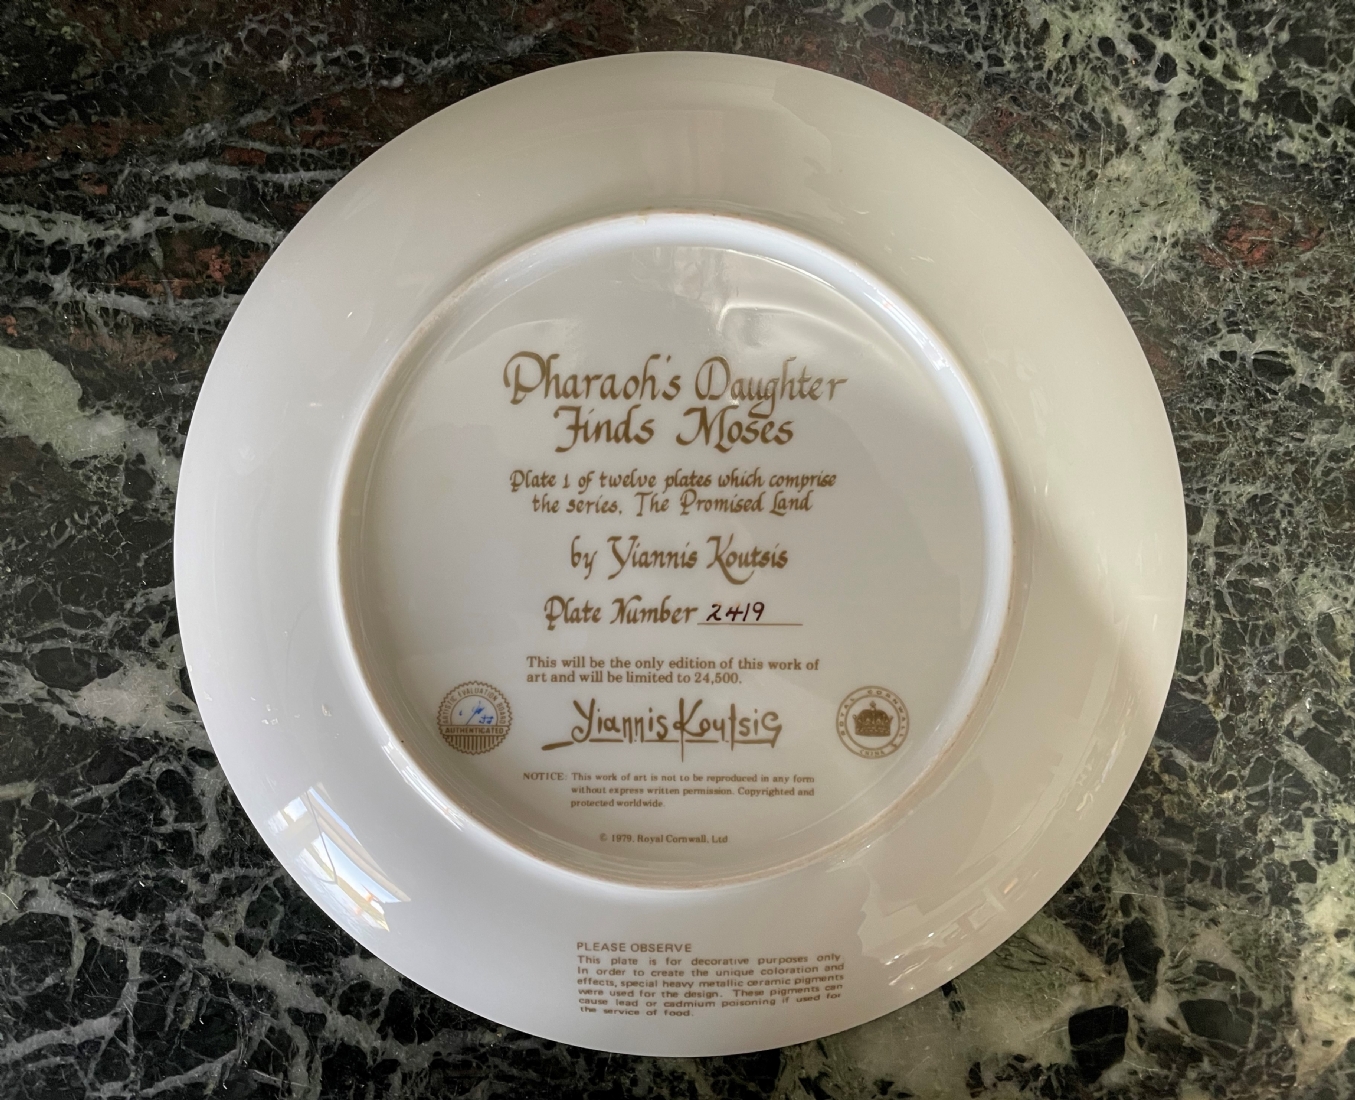 Pharaoh's Daughter
Finds Moses
Plate 1 of twelve plates which comprise
the series, The Promised Land
by Yiannis Koutsis
Plate Number 2419
This will be the only edition of this work of
art and will be limited to 24,500.
AUTHENTICATED
Yiannis Koutsis
ROYAL CORNWALL
CHINA
NOTICE: This work of art is not to be reproduced in any form
without express written permission. Copyrighted and
protected worldwide.
© 1979, Royal Cornwall, Ltd
PLEASE OBSERVE
This plate is for decorative purposes only
In order to create the unique coloration and
effects, special heavy metallic ceramic pigments
were used for the design. These pigments can
cause lead or cadmium poisoning if used for
the service of food.